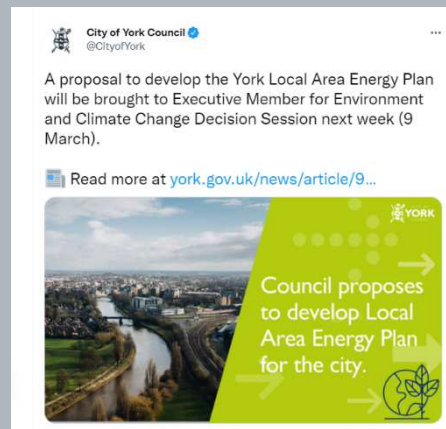 City of York Council
@CityofYork
A proposal to develop the York Local Area Energy Plan
will be brought to Executive Member for Environment
and Climate Change Decision Session next week (9
March).
Read more at york.gov.uk/news/article/9...
YORK
Council proposes
to develop Local
Area Energy Plan
for the city.